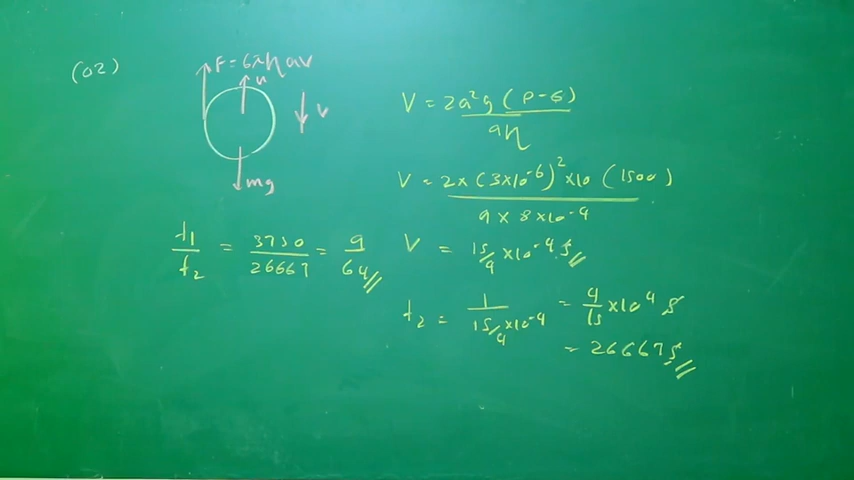 (02)
F = 6πηav
u
v
mg
V = 2a²g (ρ-σ) / 9η
V = 2×(3×10⁻⁶)²×10 (1500) / 9 × 8×10⁻⁴
t₁/t₂ = 3750/26667 = 9/64
V = 15/4 ×10⁻⁴ s
t₂ = 1 / 15/4 ×10⁻⁴ = 4/15 ×10⁴ s
= 26667 s